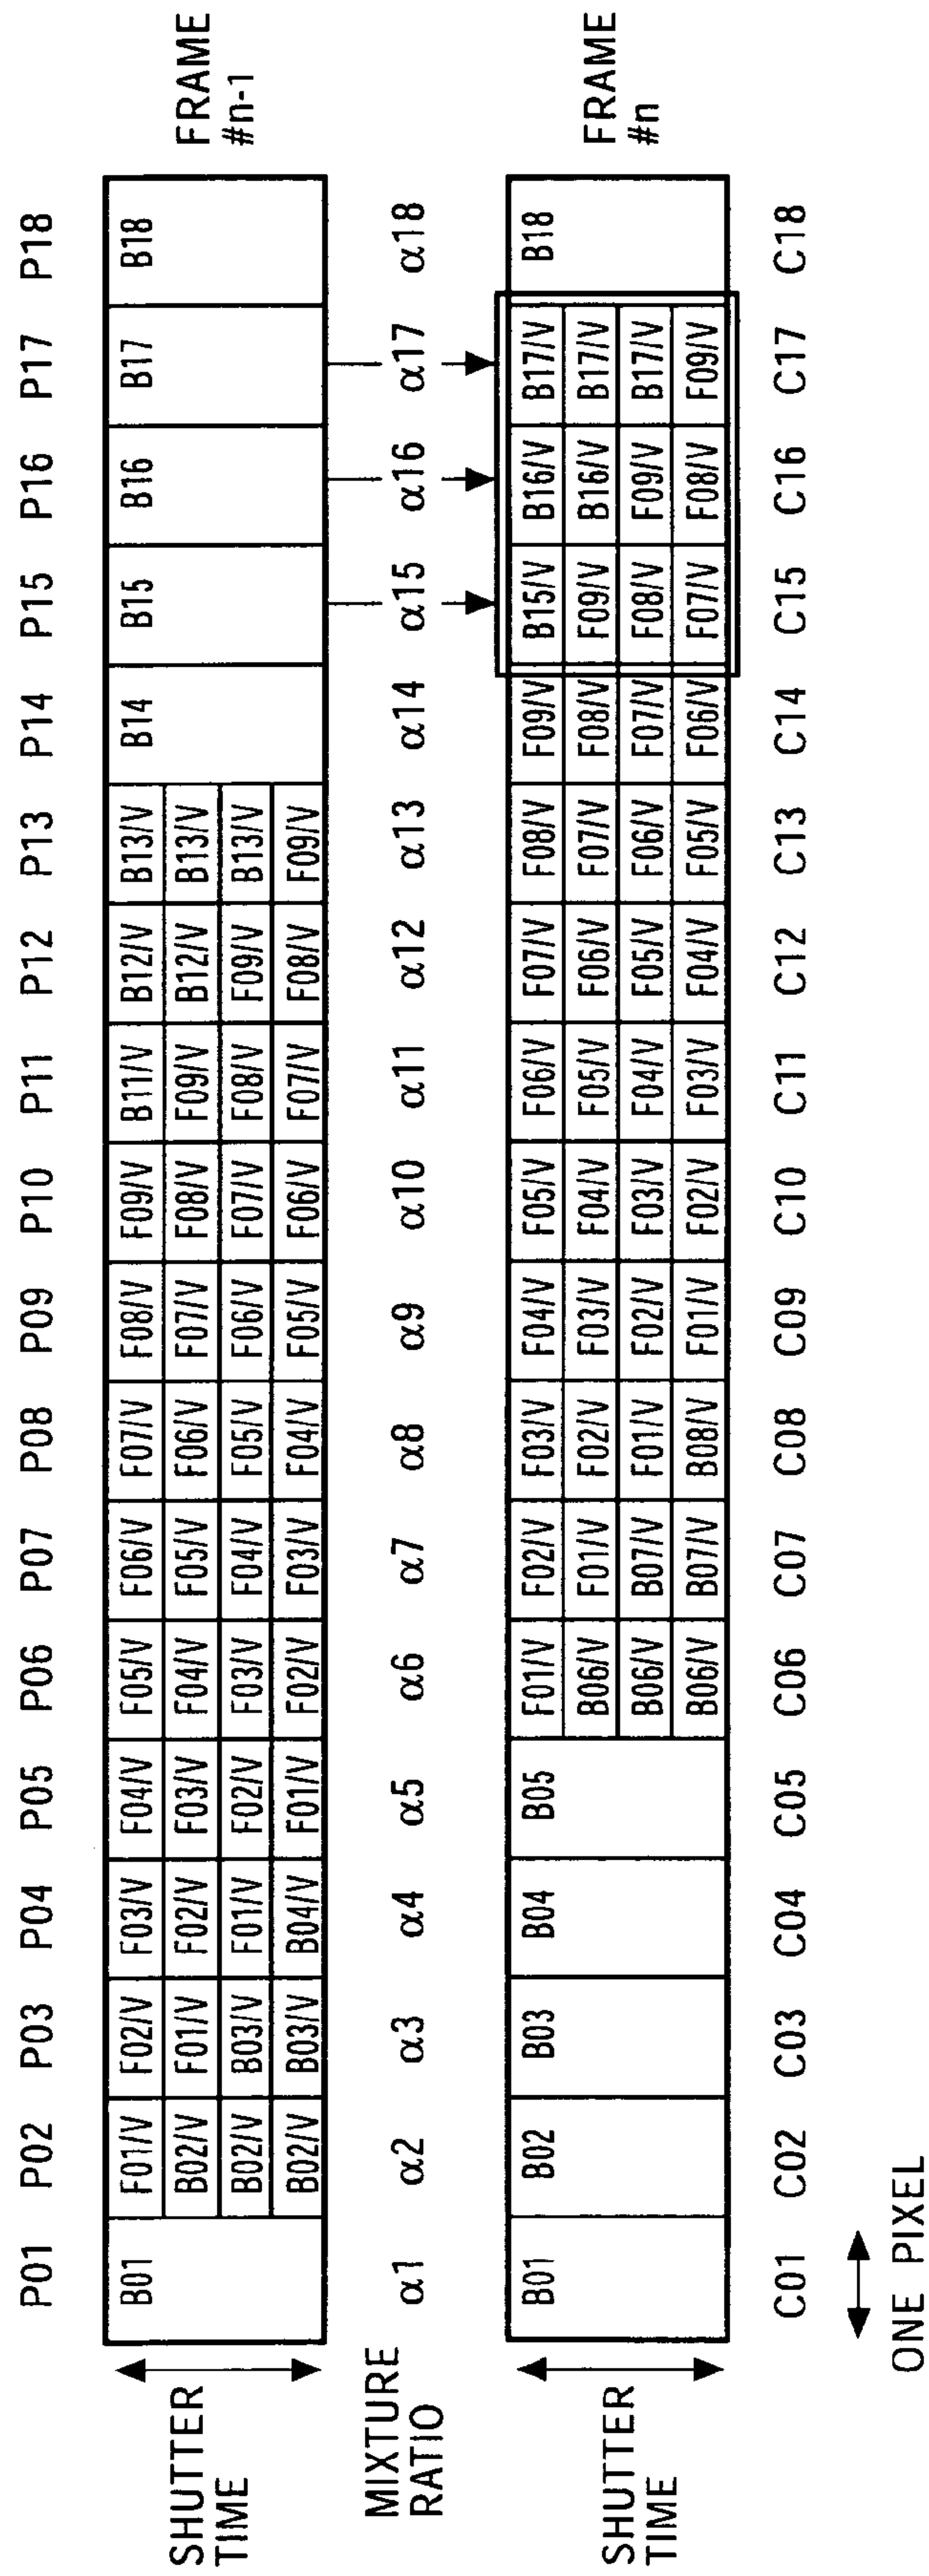 P01 P02 P03 P04 P05 P06 P07 P08 P09 P10 P11 P12 P13 P14 P15 P16 P17 P18
B01 F01/V F02/V F03/V F04/V F05/V F06/V F07/V F08/V F09/V B11/V B12/V B13/V B14 B15 B16 B17 B18
B02/V F01/V F02/V F03/V F04/V F05/V F06/V F07/V F08/V F09/V B12/V B13/V
B02/V B03/V F01/V F02/V F03/V F04/V F05/V F06/V F07/V F08/V F09/V B13/V
B02/V B03/V B04/V F01/V F02/V F03/V F04/V F05/V F06/V F07/V F08/V F09/V
SHUTTER
TIME
FRAME
#n-1
MIXTURE
RATIO
α1 α2 α3 α4 α5 α6 α7 α8 α9 α10 α11 α12 α13 α14 α15 α16 α17 α18
B01 B02 B03 B04 B05 F01/V F02/V F03/V F04/V F05/V F06/V F07/V F08/V F09/V B15/V B16/V B17/V B18
B06/V F01/V F02/V F03/V F04/V F05/V F06/V F07/V F08/V F09/V B16/V B17/V
B06/V B07/V F01/V F02/V F03/V F04/V F05/V F06/V F07/V F08/V F09/V B17/V
B06/V B07/V B08/V F01/V F02/V F03/V F04/V F05/V F06/V F07/V F08/V F09/V
SHUTTER
TIME
FRAME
#n
C01 C02 C03 C04 C05 C06 C07 C08 C09 C10 C11 C12 C13 C14 C15 C16 C17 C18
ONE PIXEL